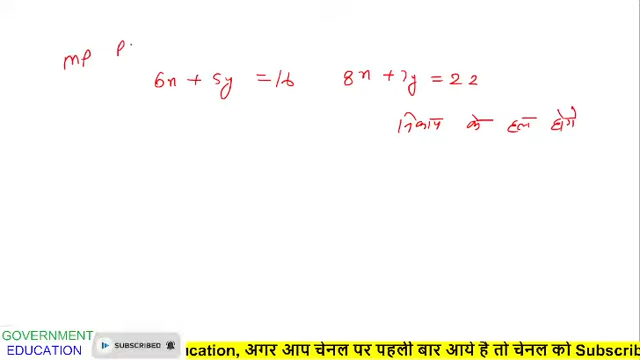 MP P.
6x + 5y = 16 8x + 7y = 22
निकाय के हल होंगे
GOVERNMENT
EDUCATION
SUBSCRIBED
ucation, अगर आप चेनल पर पहली बार आये है तो चेनल को Subscrib